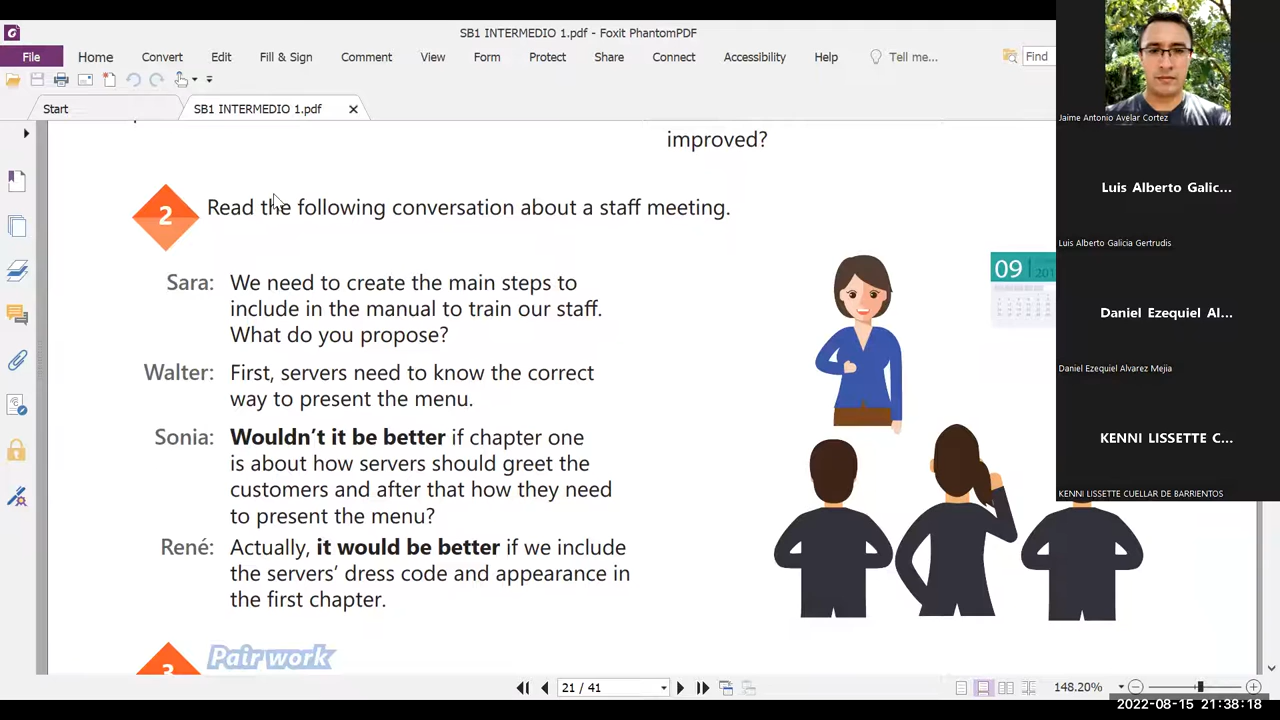 SB1 INTERMEDIO 1.pdf - Foxit PhantomPDF
File Home Convert Edit Fill & Sign Comment View Form Protect Share Connect Accessibility Help Tell me... Find
Start SB1 INTERMEDIO 1.pdf
improved?
2 Read the following conversation about a staff meeting.
Sara: We need to create the main steps to
include in the manual to train our staff.
What do you propose?
Walter: First, servers need to know the correct
way to present the menu.
Sonia: Wouldn't it be better if chapter one
is about how servers should greet the
customers and after that how they need
to present the menu?
René: Actually, it would be better if we include
the servers' dress code and appearance in
the first chapter.
09
3 Pair work
21 / 41
148.20%
Jaime Antonio Avelar Cortez
Luis Alberto Galic...
Luis Alberto Galicia Gertrudis
Daniel Ezequiel Al...
Daniel Ezequiel Alvarez Mejia
KENNI LISSETTE C...
KENNI LISSETTE CUELLAR DE BARRIENTOS
2022-08-15 21:38:18